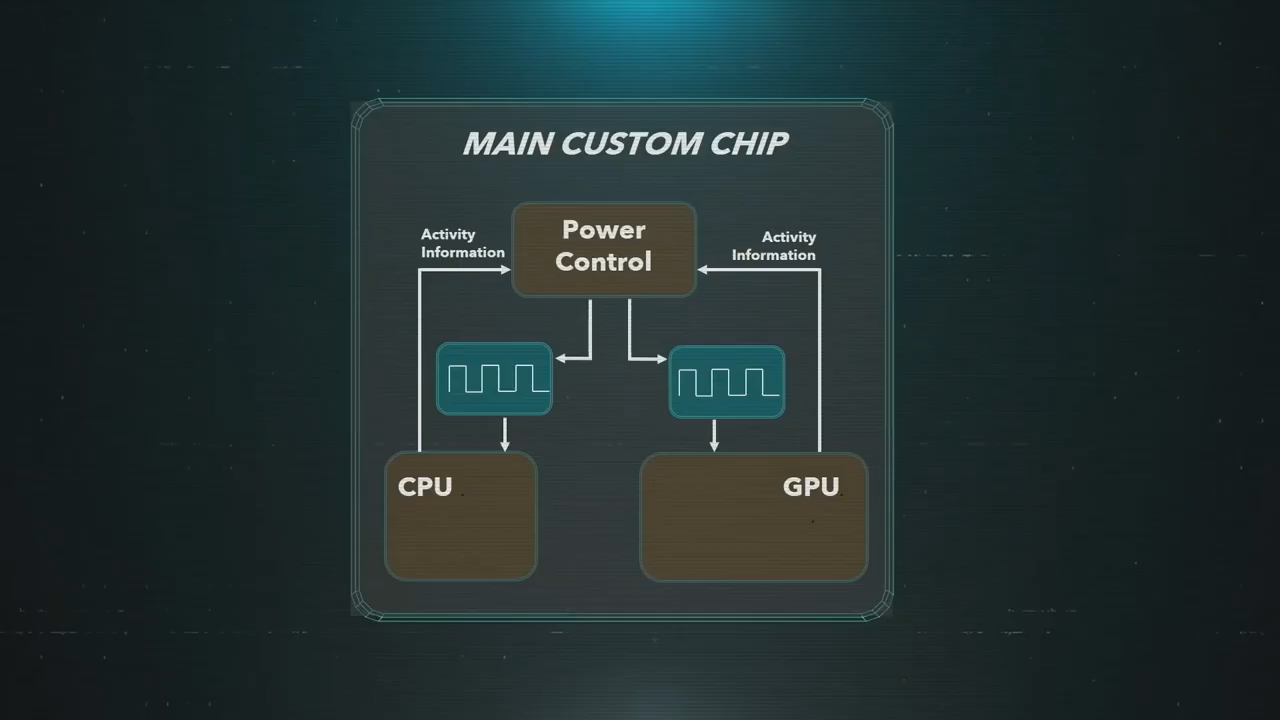 MAIN CUSTOM CHIP
Power
Control
Activity
Information
Activity
Information
CPU
GPU